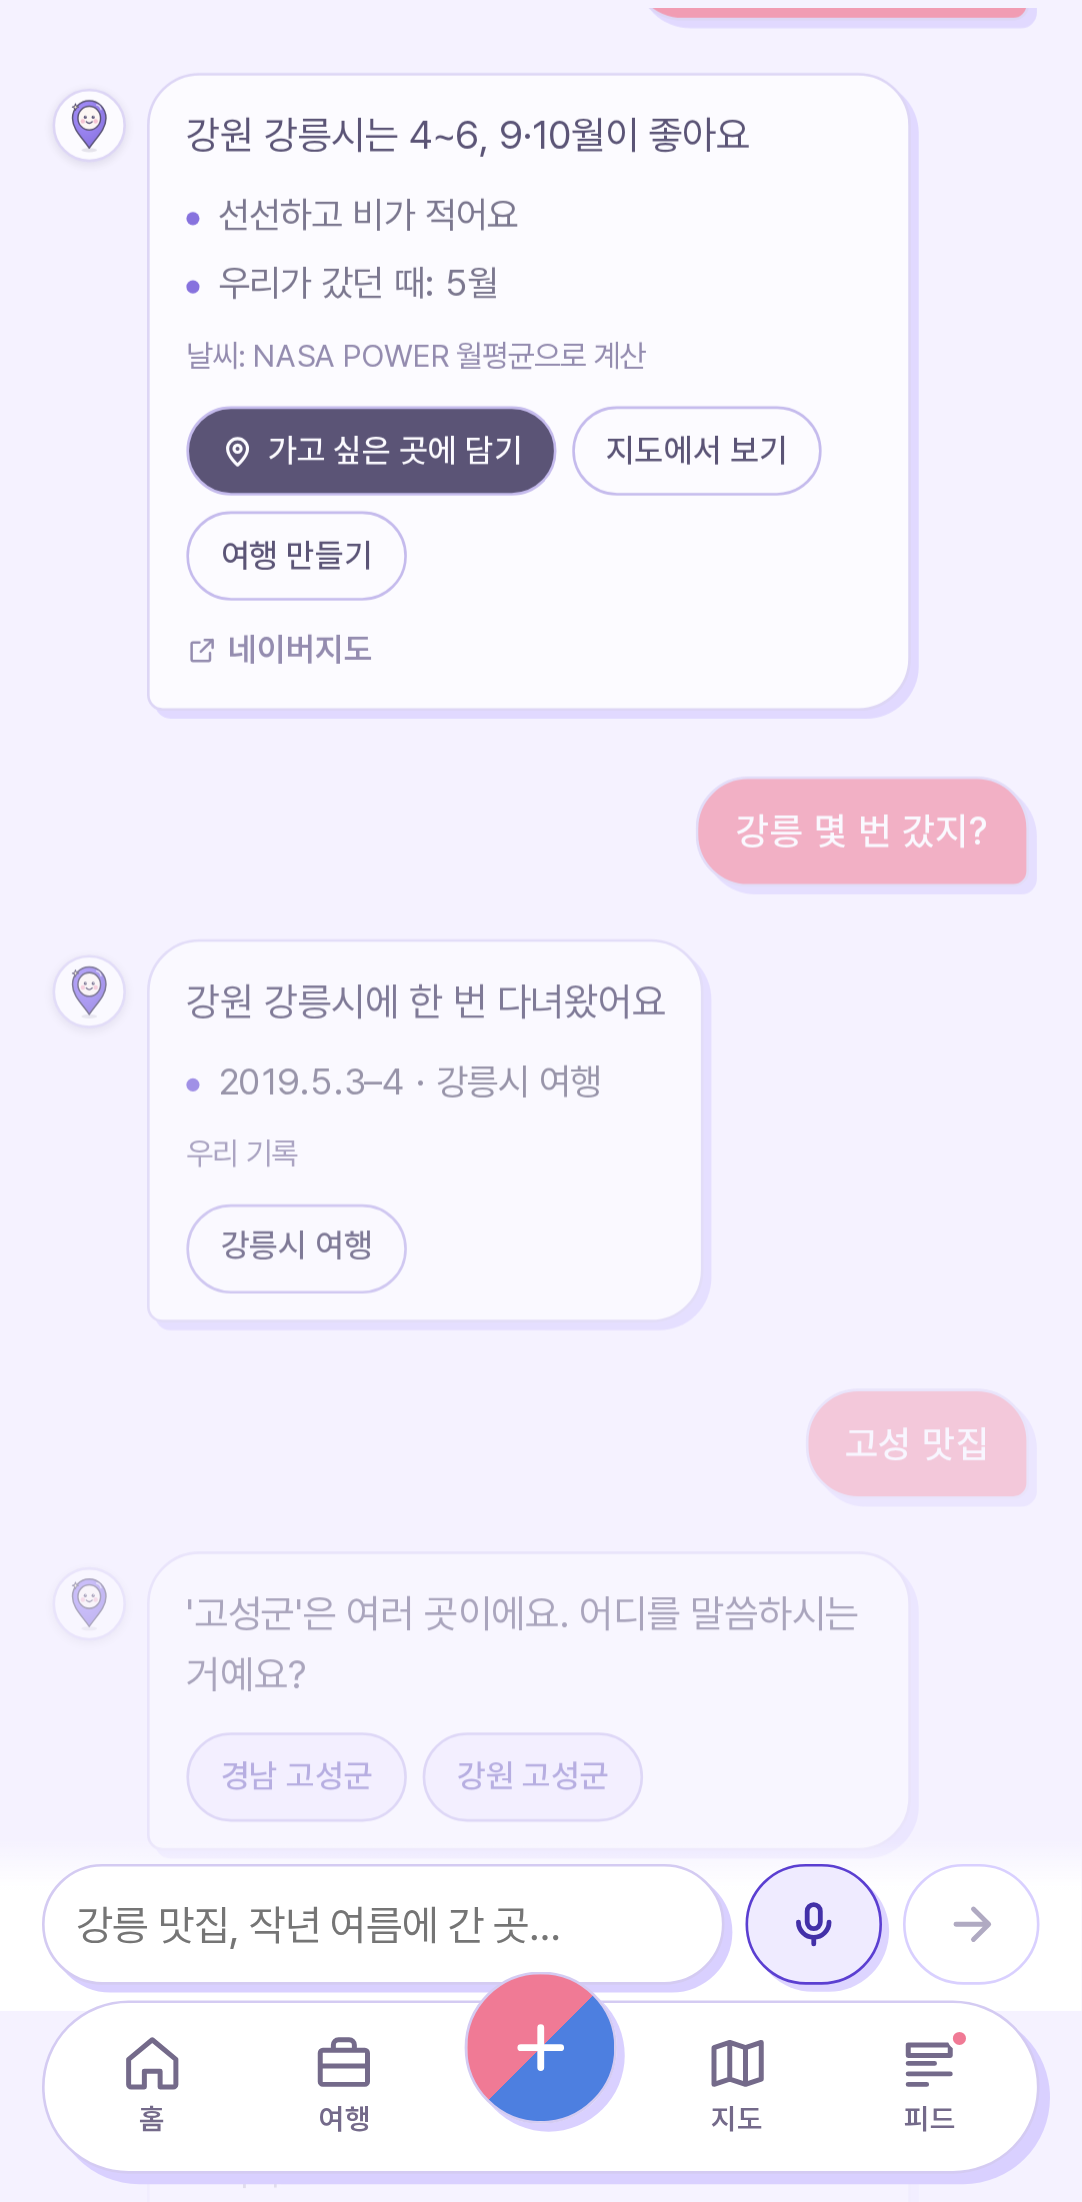 강원 강릉시는 4~6, 9·10월이 좋아요
선선하고 비가 적어요
우리가 갔던 때: 5월
날씨: NASA POWER 월평균으로 계산
가고 싶은 곳에 담기
지도에서 보기
여행 만들기
네이버지도
강릉 몇 번 갔지?
강원 강릉시에 한 번 다녀왔어요
2019.5.3–4 · 강릉시 여행
우리 기록
강릉시 여행
고성 맛집
'고성군'은 여러 곳이에요. 어디를 말씀하시는
거예요?
경남 고성군
강원 고성군
강릉 맛집, 작년 여름에 간 곳...
홈
여행
지도
피드